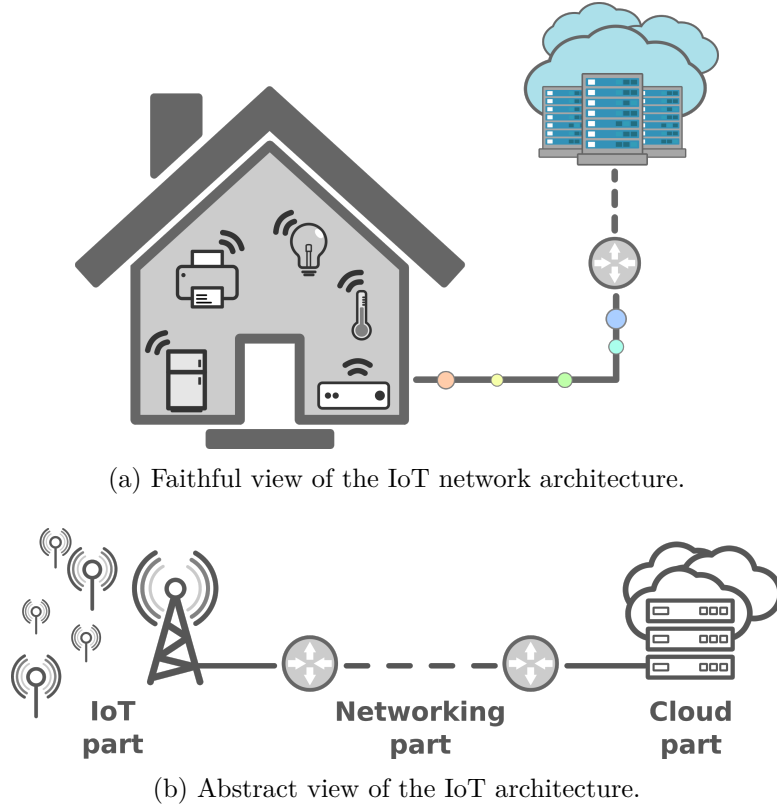 (a) Faithful view of the IoT network architecture.
IoT
part
Networking
part
Cloud
part
(b) Abstract view of the IoT architecture.